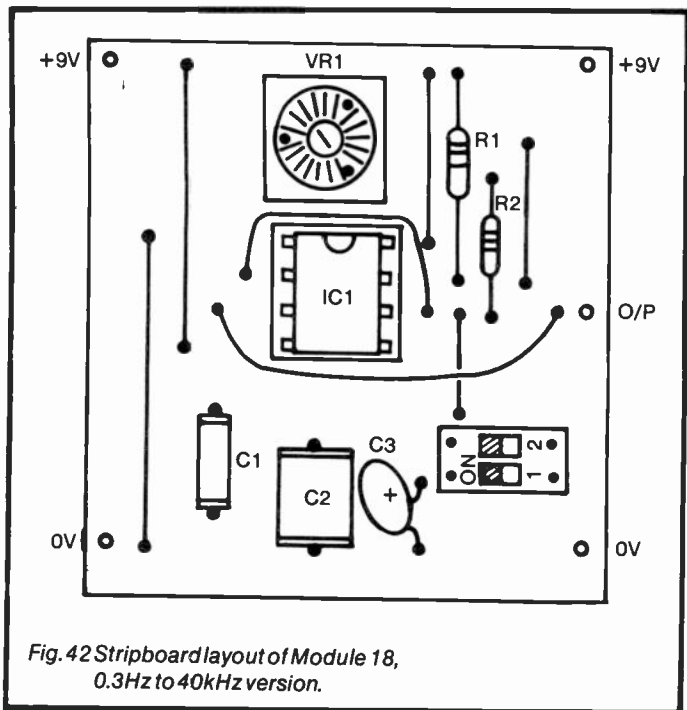 +9V VR1 +9V
R1
R2
IC1
O/P
C1 C2 C3 ON 2
1
0V 0V
Fig. 42 Stripboard layout of Module 18,
0.3Hz to 40kHz version.